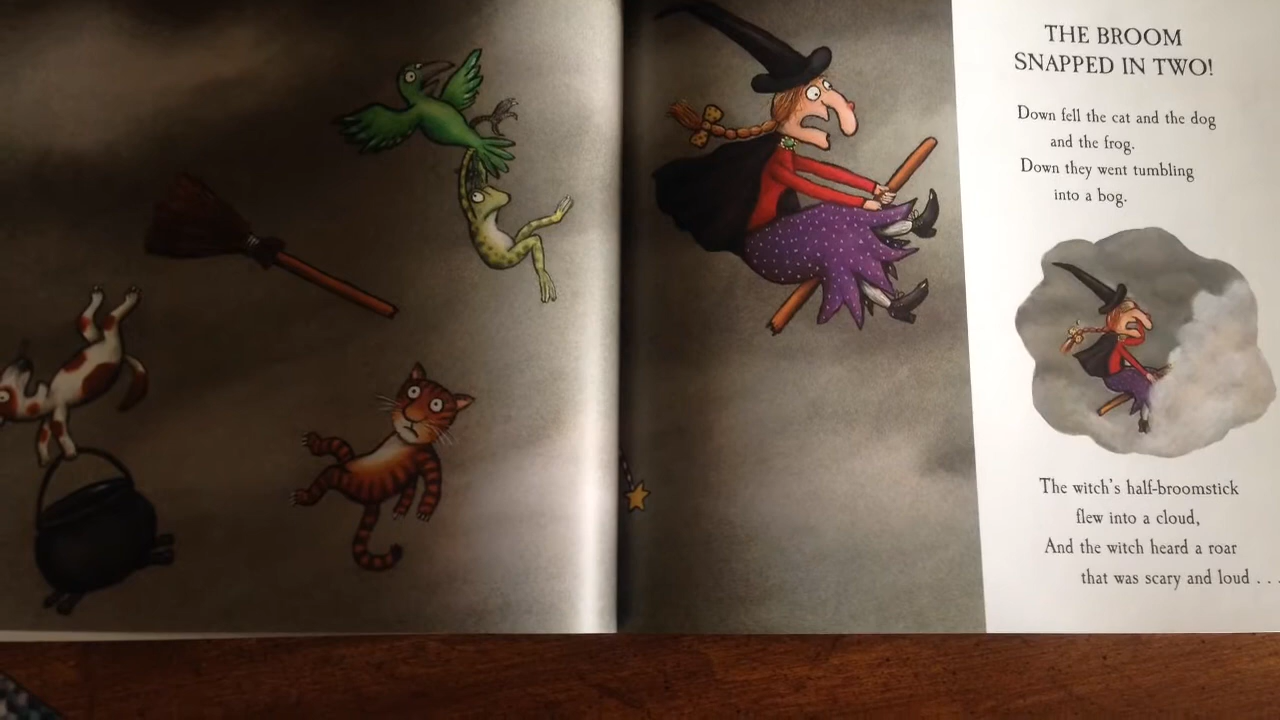 THE BROOM
SNAPPED IN TWO!
Down fell the cat and the dog
and the frog.
Down they went tumbling
into a bog.
The witch's half-broomstick
flew into a cloud,
And the witch heard a roar
that was scary and loud . . .